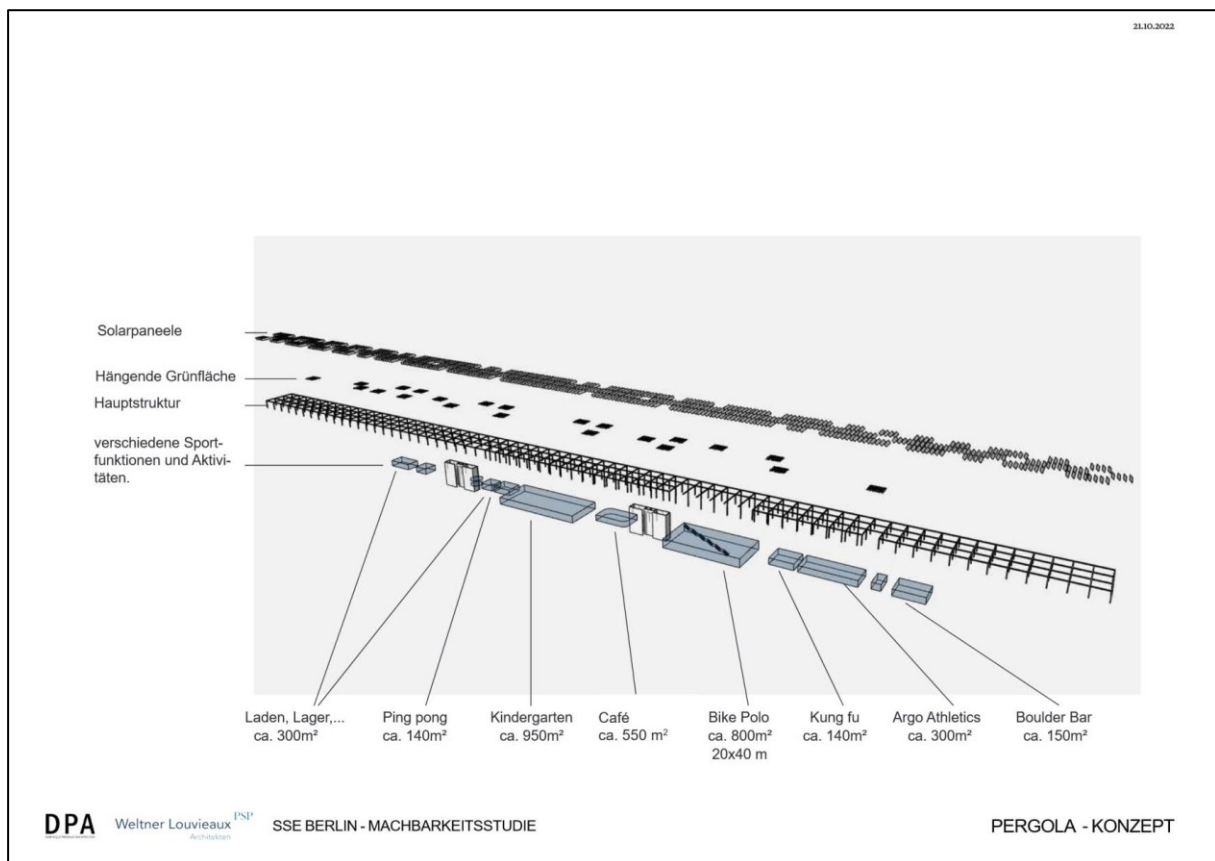 21.10.2022
Solarpaneele
Hängende Grünfläche
Hauptstruktur
verschiedene Sport-
funktionen und Aktivi-
täten.
Laden, Lager,...
ca. 300m²
Ping pong
ca. 140m²
Kindergarten
ca. 950m²
Café
ca. 550 m²
Bike Polo
ca. 800m²
20x40 m
Kung fu
ca. 140m²
Argo Athletics
ca. 300m²
Boulder Bar
ca. 150m²
DPA
Weltner Louvieaux PSP
Architekten
SSE BERLIN - MACHBARKEITSSTUDIE
PERGOLA - KONZEPT